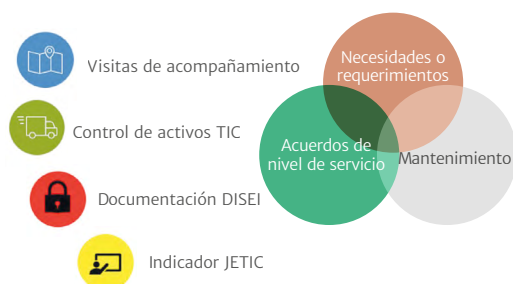 Visitas de acompañamiento
Control de activos TIC
Documentación DISEI
Indicador JETIC
Necesidades o
requerimientos
Acuerdos de
nivel de servicio
Mantenimiento